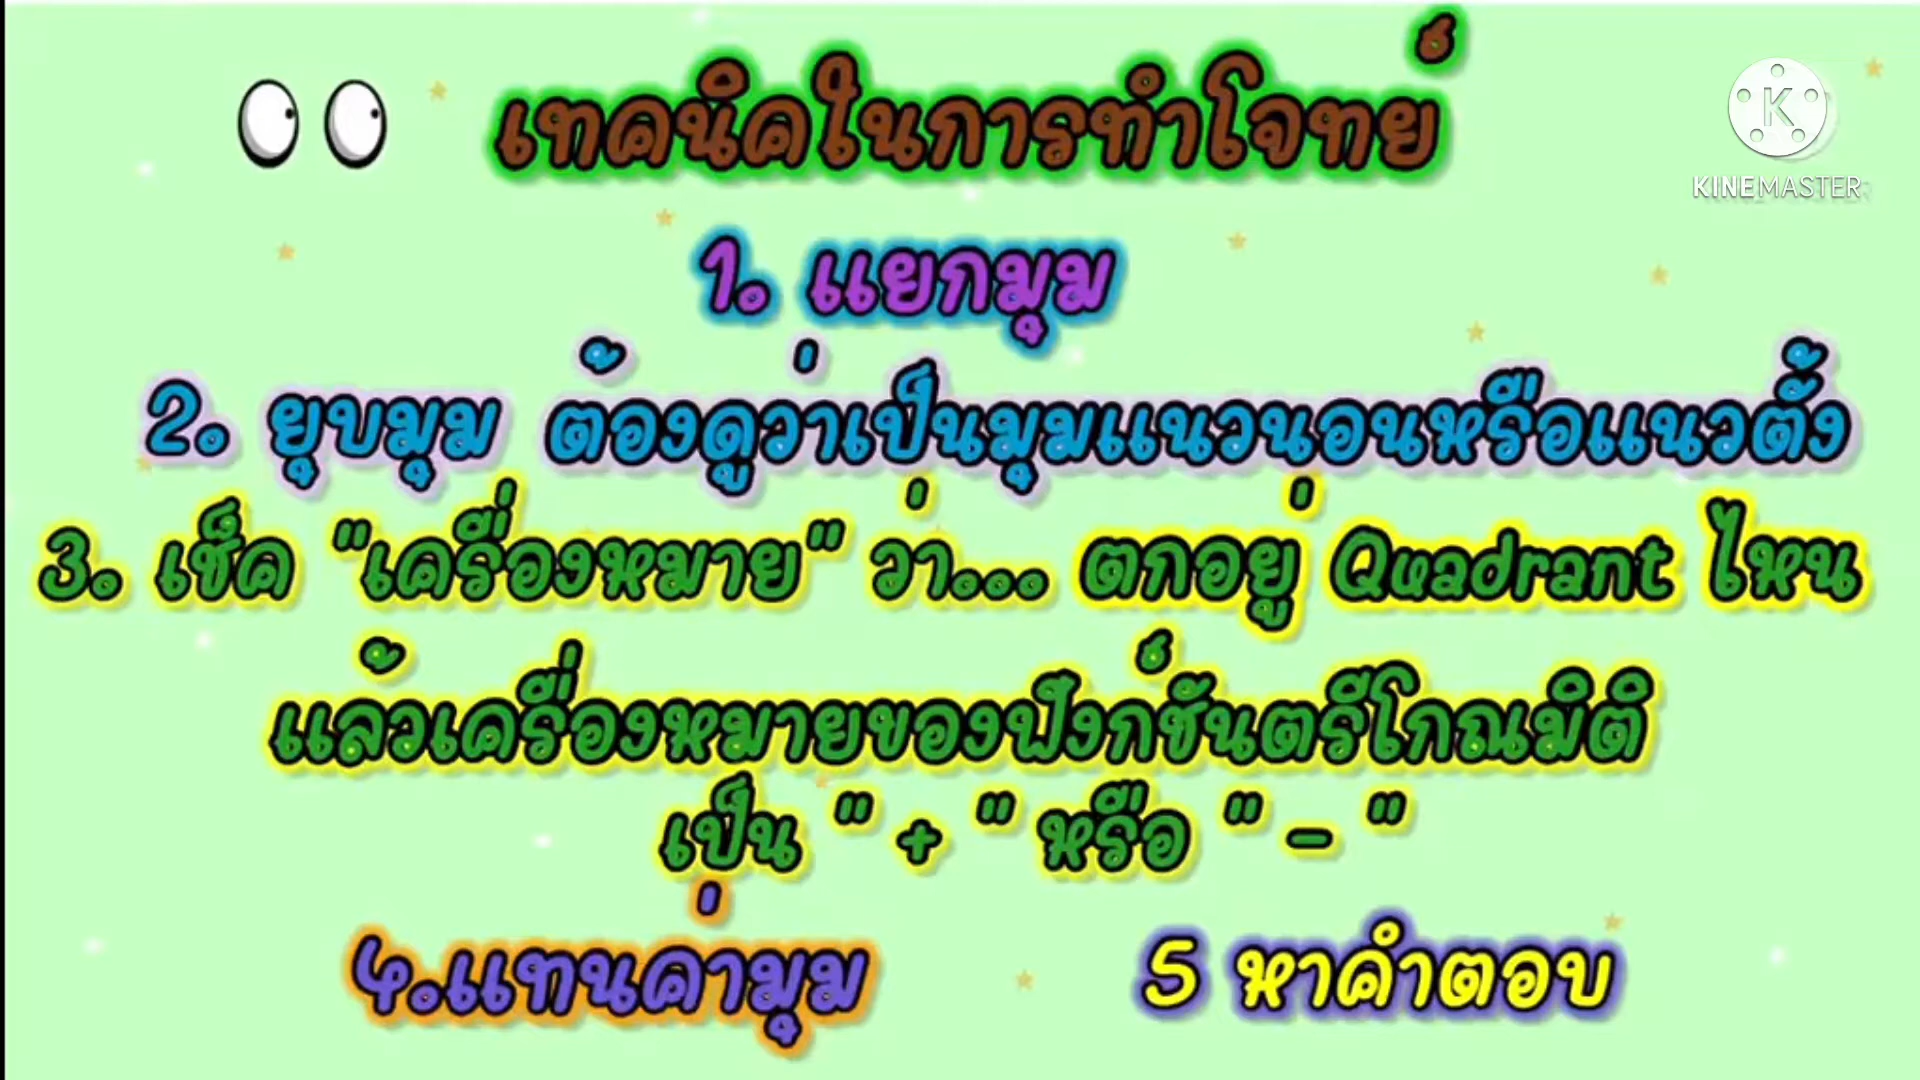 เทคนิคในการทำโจทย์
KINEMASTER
1. แยกมุม
2. ยุบมุม ต้องดูว่าเป็นมุมแนวนอนหรือแนวตั้ง
3. เช็ค "เครื่องหมาย" ว่า... ตกอยู่ Quadrant ไหน
แล้วเครื่องหมายของฟังก์ชันตรีโกณมิติ
เป็น " + " หรือ " - "
4.แทนค่ามุม 5 หาคำตอบ